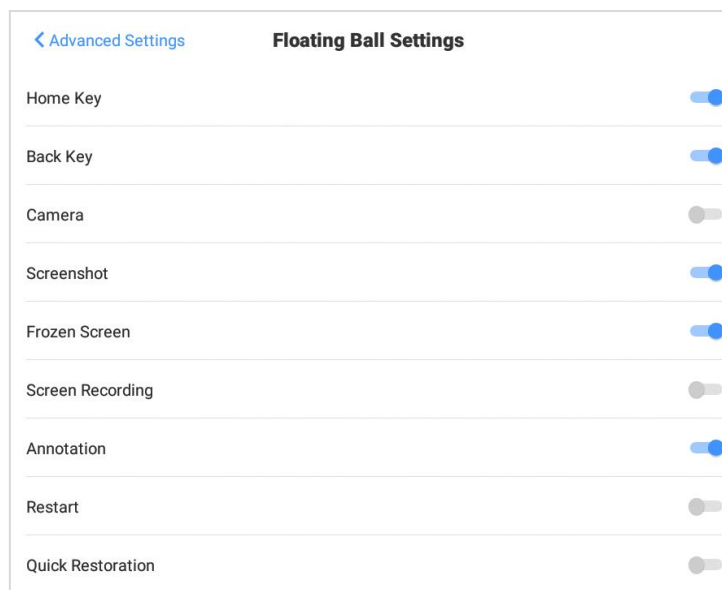 Advanced Settings Floating Ball Settings
Home Key
Back Key
Camera
Screenshot
Frozen Screen
Screen Recording
Annotation
Restart
Quick Restoration